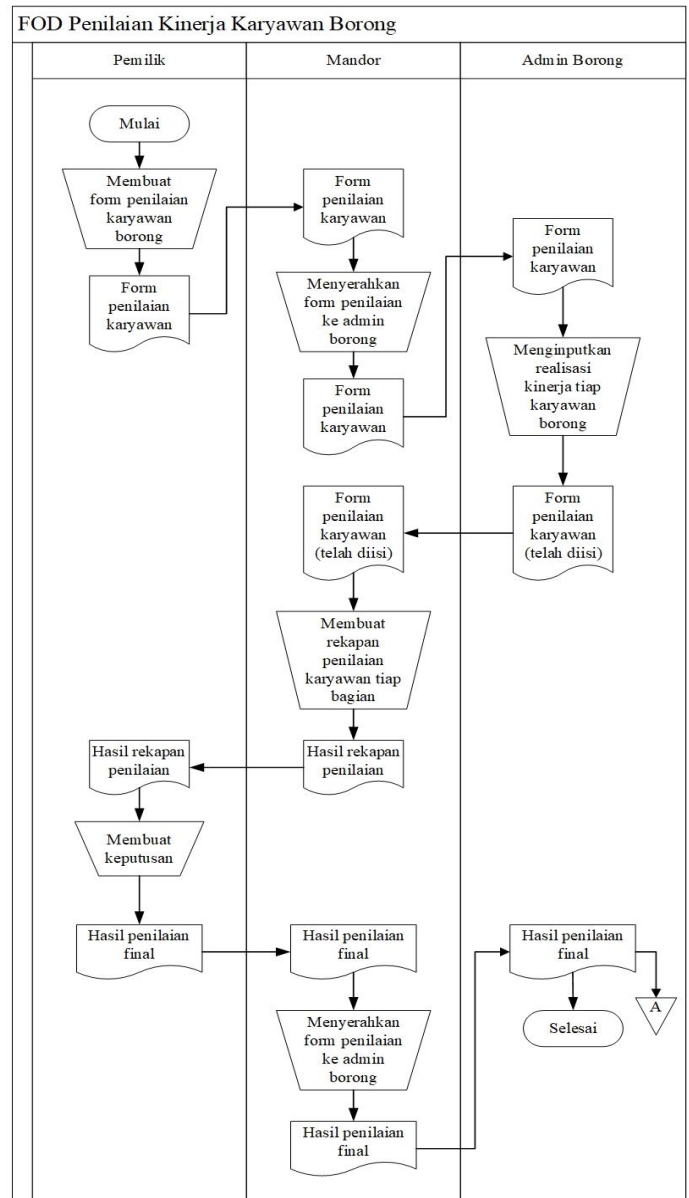 FOD Penilaian Kinerja Karyawan Borong
Pemilik
Mandor
Admin Borong
Mulai
Membuat
form penilaian
karyawan
borong
Form
penilaian
karyawan
Form
penilaian
karyawan
Menyerahkan
form penilaian
ke admin
borong
Form
penilaian
karyawan
Form
penilaian
karyawan
Menginputkan
realisasi
kinerja tiap
karyawan
borong
Form
penilaian
karyawan
(telah diisi)
Form
penilaian
karyawan
(telah diisi)
Membuat
rekapan
penilaian
karyawan tiap
bagian
Hasil rekapan
penilaian
Hasil rekapan
penilaian
Membuat
keputusan
Hasil penilaian
final
Hasil penilaian
final
Menyerahkan
form penilaian
ke admin
borong
Hasil penilaian
final
Hasil penilaian
final
A
Selesai